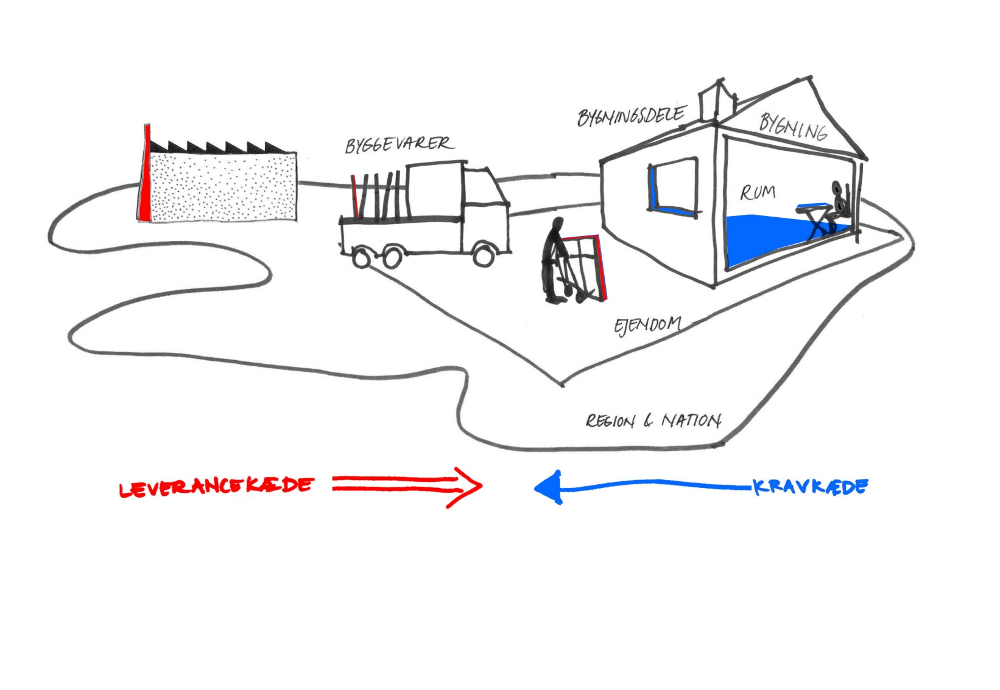 BYGNINGSDELE
BYGNING
BYGGEVARER
RUM
EJENDOM
REGION & NATION
LEVERANCEKÆDE
KRAVKÆDE